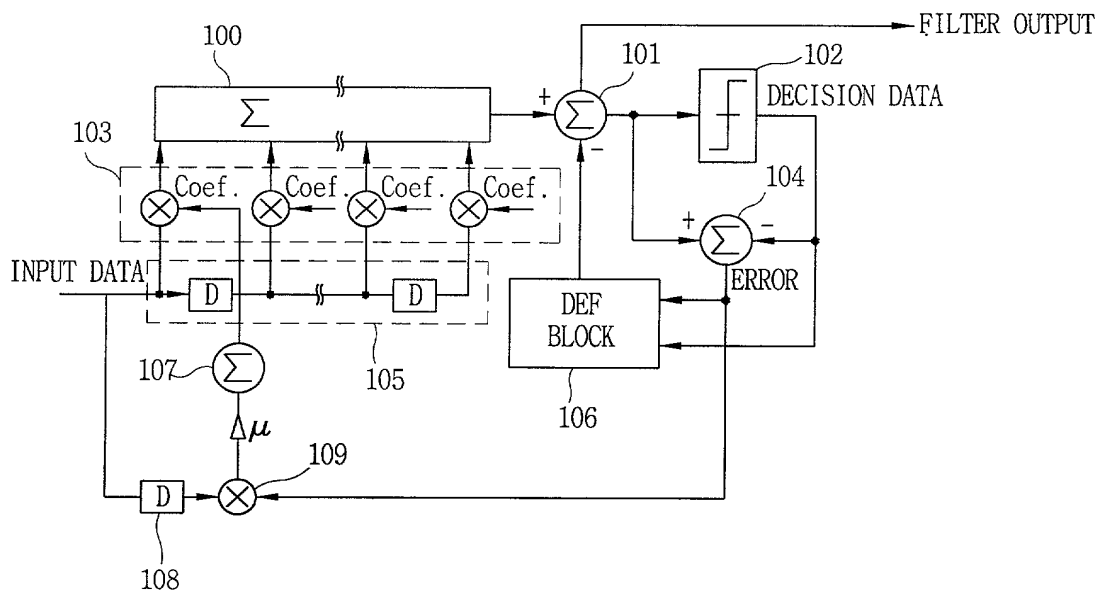 FILTER OUTPUT
100
101
102
Σ
+
Σ
DECISION DATA
−
103
104
Coef. Coef. Coef. Coef.
+
−
Σ
INPUT DATA
ERROR
D
D
DEF
BLOCK
107
Σ
105
106
μ
109
D
108